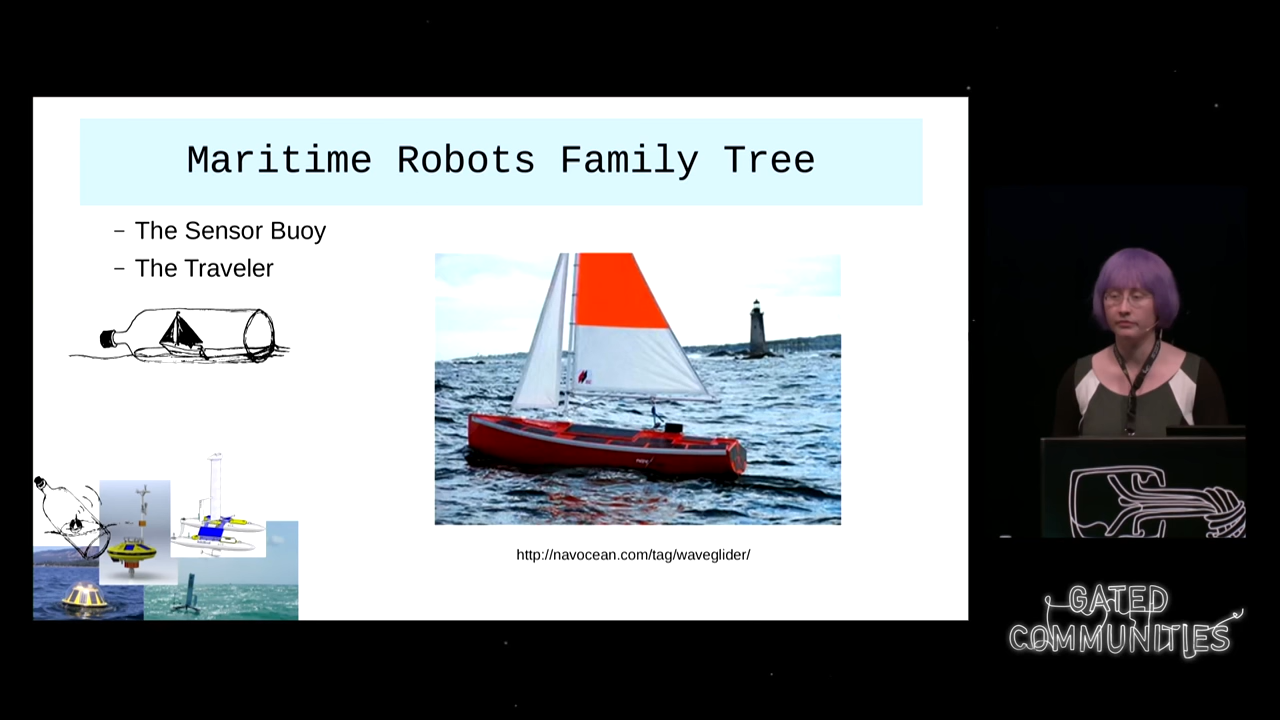 Maritime Robots Family Tree
– The Sensor Buoy
– The Traveler
http://navocean.com/tag/waveglider/
GATED
COMMUNITIES